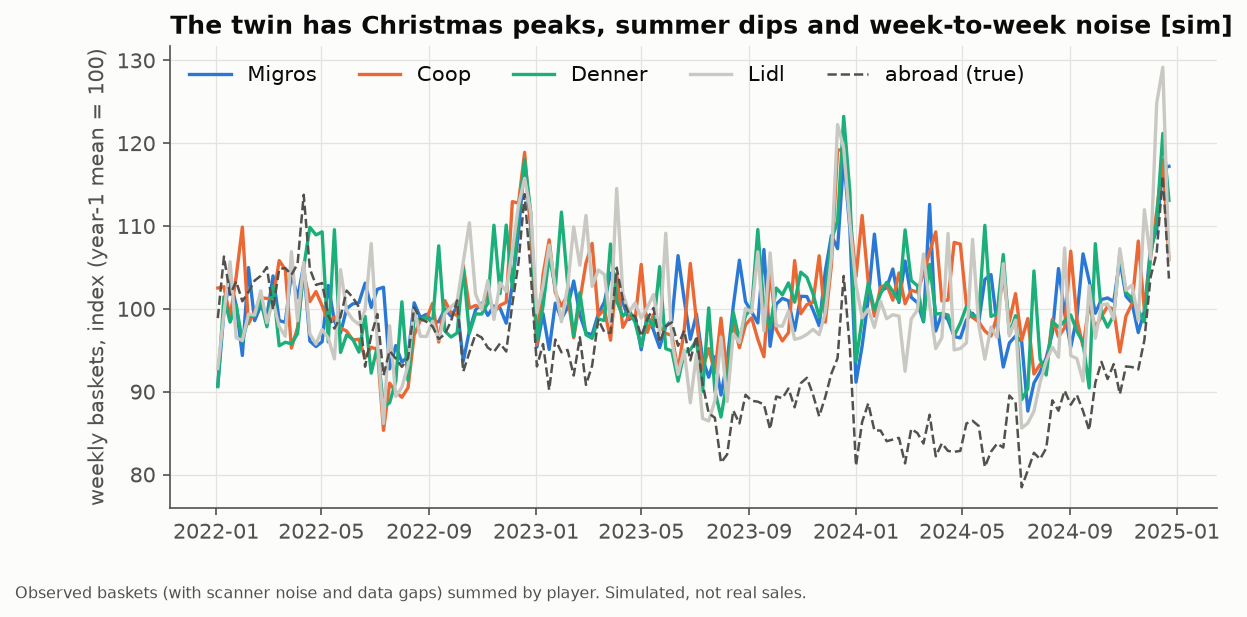 The twin has Christmas peaks, summer dips and week-to-week noise [sim]
weekly baskets, index (year-1 mean = 100)
Migros Coop Denner Lidl abroad (true)
130
120
110
100
90
80
2022-01 2022-05 2022-09 2023-01 2023-05 2023-09 2024-01 2024-05 2024-09 2025-01
Observed baskets (with scanner noise and data gaps) summed by player. Simulated, not real sales.